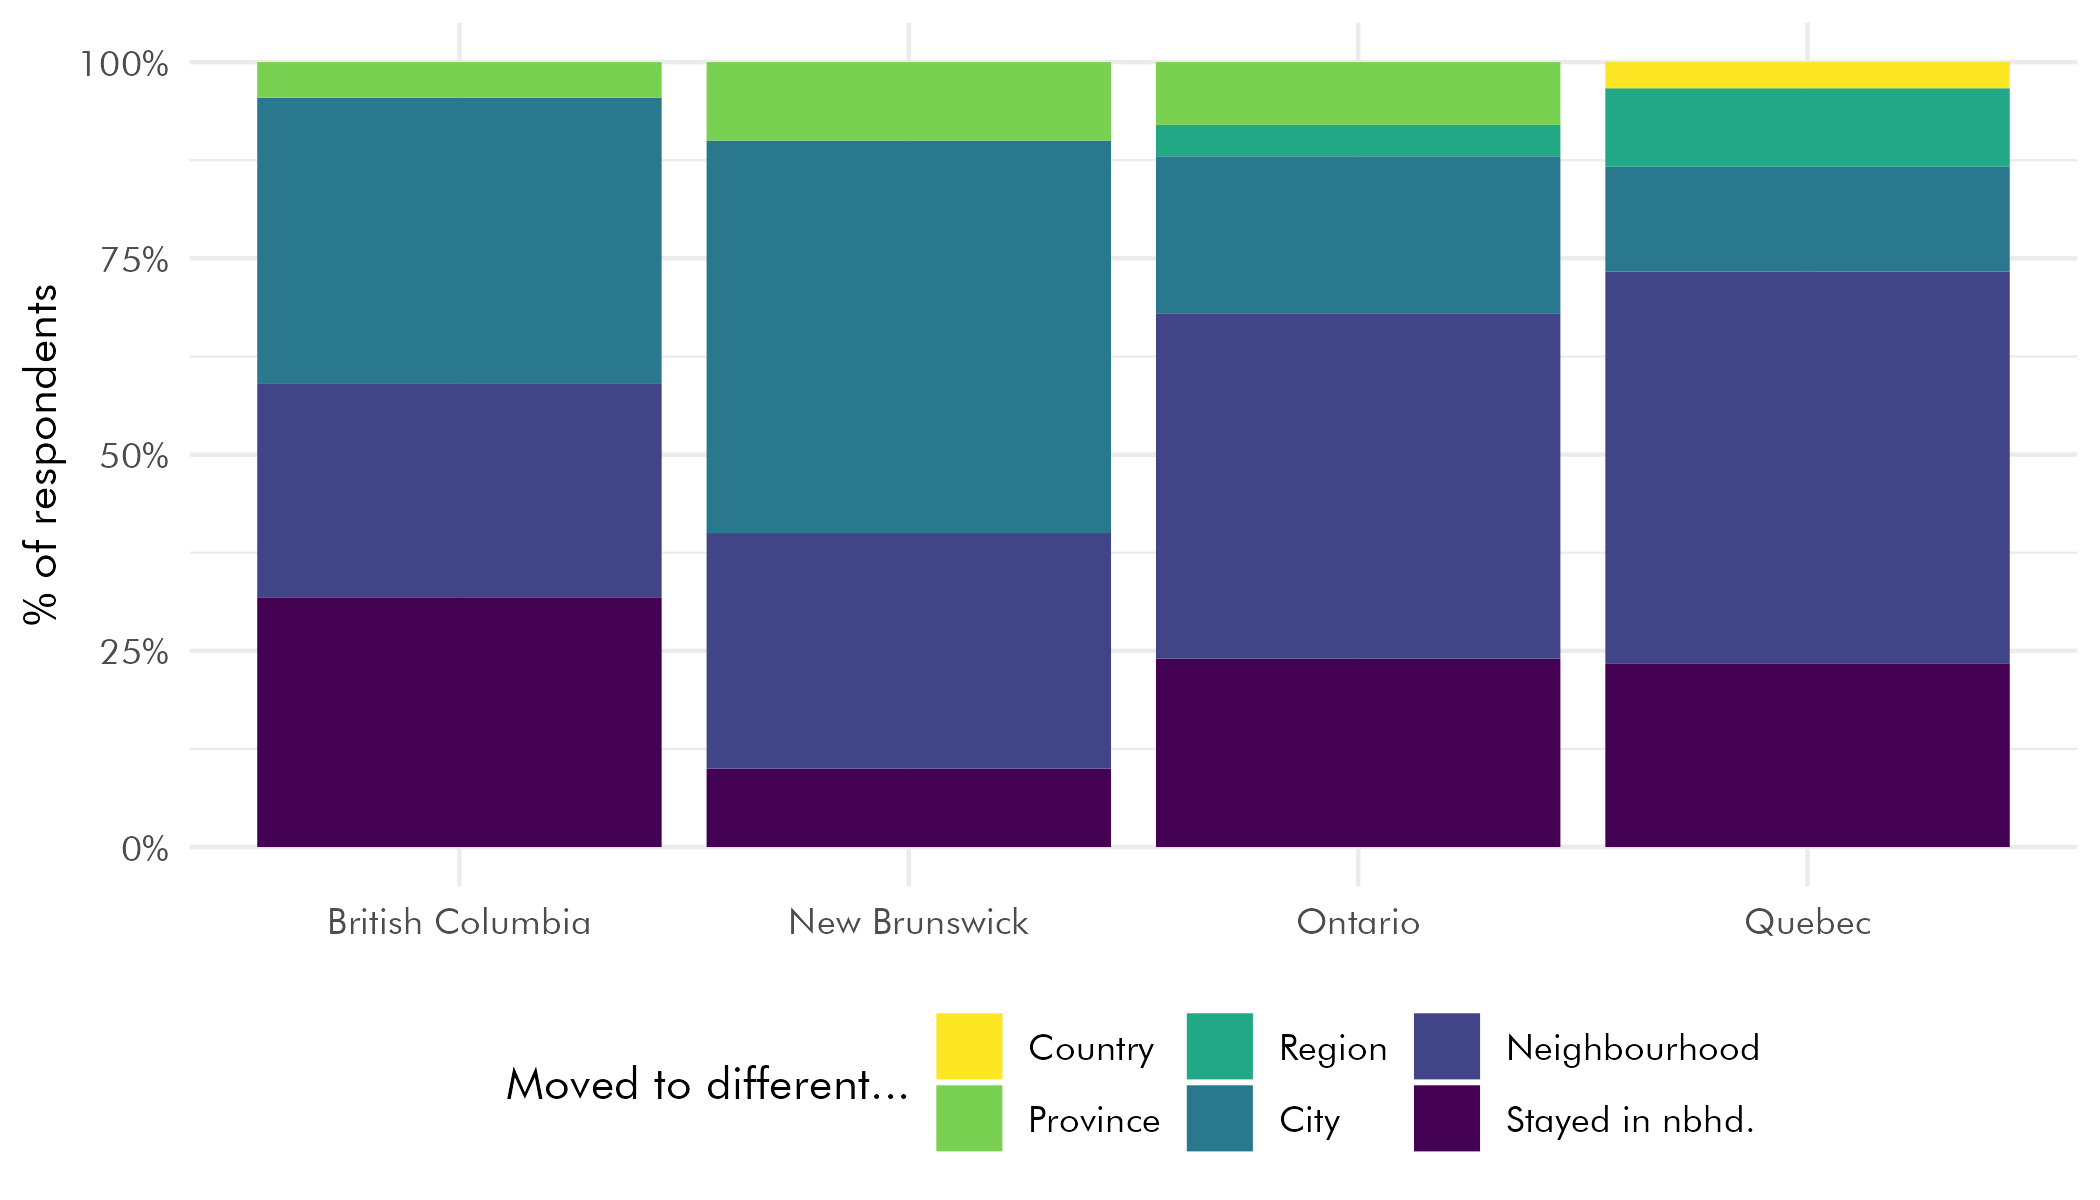 100%
75%
50%
25%
0%
% of respondents
British Columbia
New Brunswick
Ontario
Quebec
Moved to different...
Country
Region
Neighbourhood
Province
City
Stayed in nbhd.